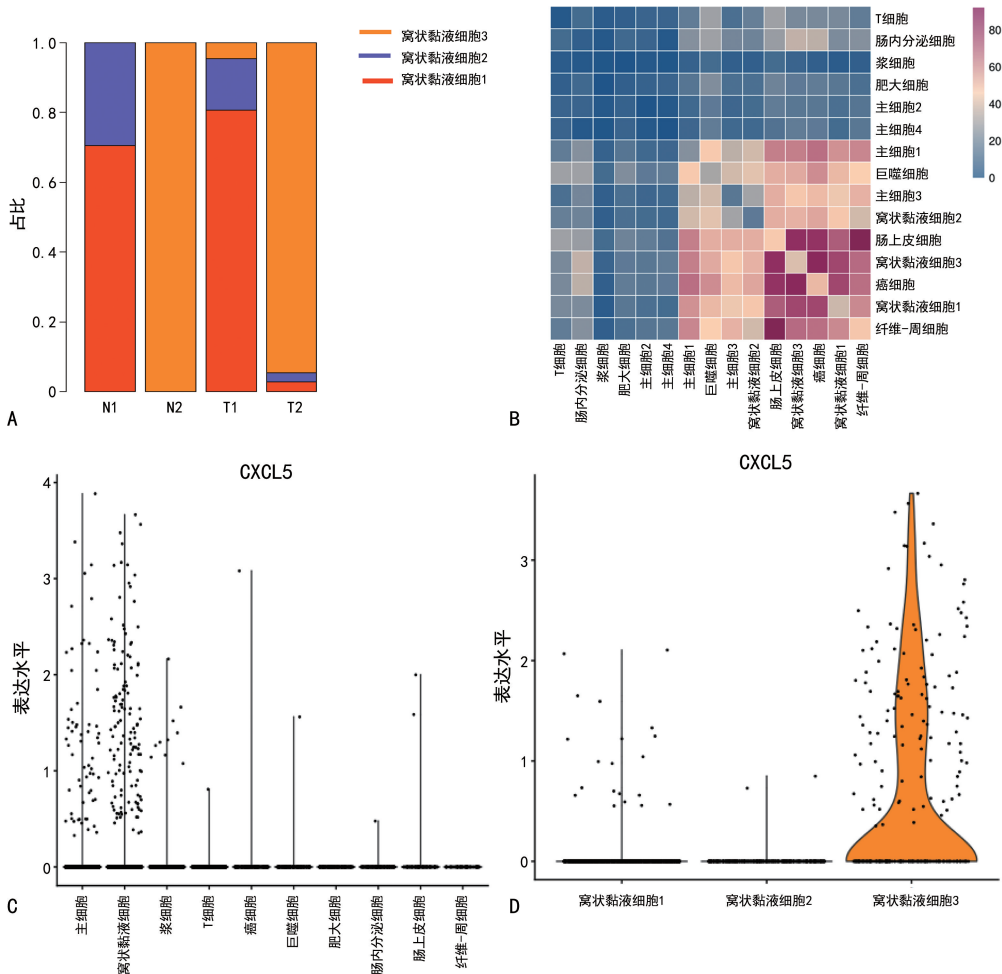 窝状黏液细胞3
窝状黏液细胞2
窝状黏液细胞1
占比
1.0
0.8
0.6
0.4
0.2
0
N1
N2
T1
T2
A
T细胞
肠内分泌细胞
浆细胞
肥大细胞
主细胞2
主细胞4
主细胞1
巨噬细胞
主细胞3
窝状黏液细胞2
肠上皮细胞
窝状黏液细胞3
癌细胞
窝状黏液细胞1
纤维-周细胞
80
60
40
20
0
T细胞
肠内分泌细胞
浆细胞
肥大细胞
主细胞2
主细胞4
主细胞1
巨噬细胞
主细胞3
窝状黏液细胞2
肠上皮细胞
窝状黏液细胞3
癌细胞
窝状黏液细胞1
纤维-周细胞
B
CXCL5
表达水平
4
3
2
1
0
主细胞
窝状黏液细胞
浆细胞
T细胞
癌细胞
巨噬细胞
肥大细胞
肠内分泌细胞
肠上皮细胞
纤维-周细胞
C
CXCL5
表达水平
3
2
1
0
窝状黏液细胞1
窝状黏液细胞2
窝状黏液细胞3
D